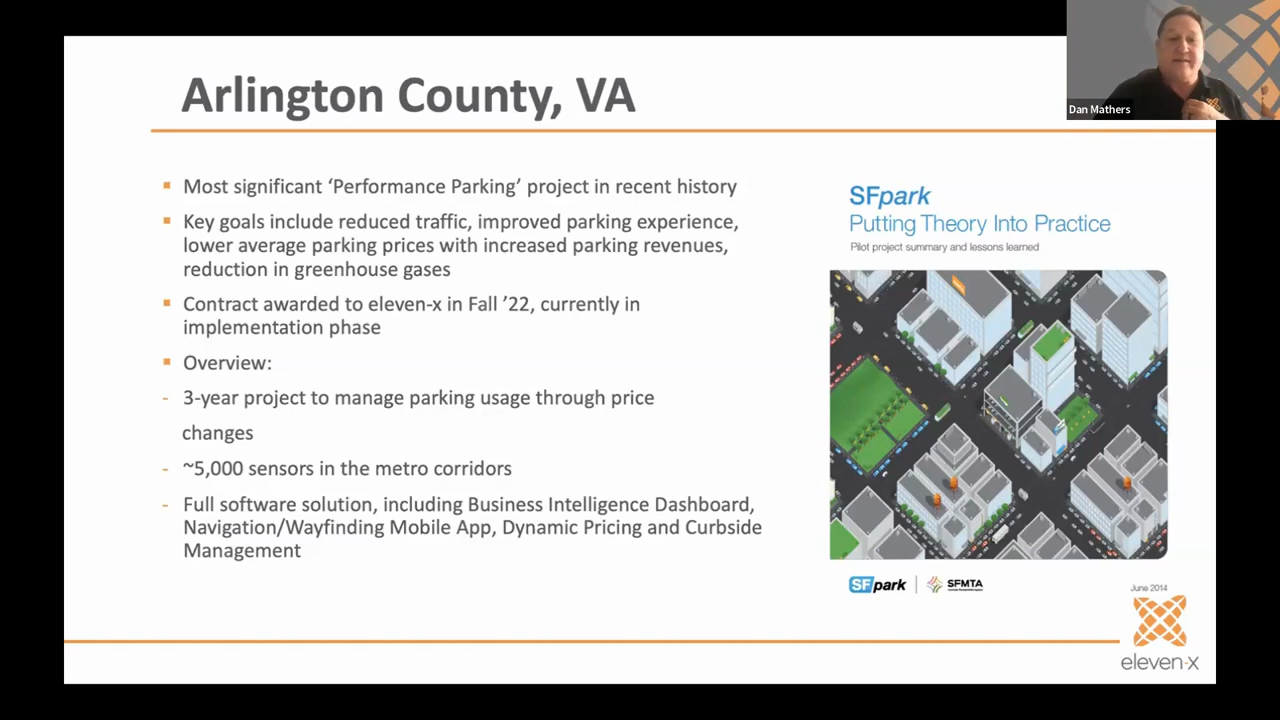 Arlington County, VA
Dan Mathers
Most significant ‘Performance Parking’ project in recent history
Key goals include reduced traffic, improved parking experience,
lower average parking prices with increased parking revenues,
reduction in greenhouse gases
Contract awarded to eleven-x in Fall ’22, currently in
implementation phase
Overview:
- 3-year project to manage parking usage through price
changes
- ~5,000 sensors in the metro corridors
- Full software solution, including Business Intelligence Dashboard,
Navigation/Wayfinding Mobile App, Dynamic Pricing and Curbside
Management
SFpark
Putting Theory Into Practice
Pilot project summary and lessons learned
SFpark
SFMTA
June 2014
eleven-x